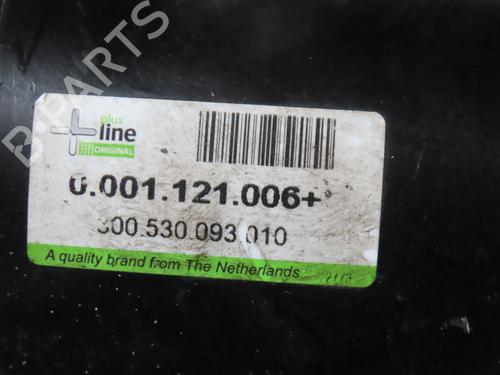 B-PARTS
plus
line
ORIGINAL
0.001.121.006+
300.530.093.010
A quality brand from The Netherlands